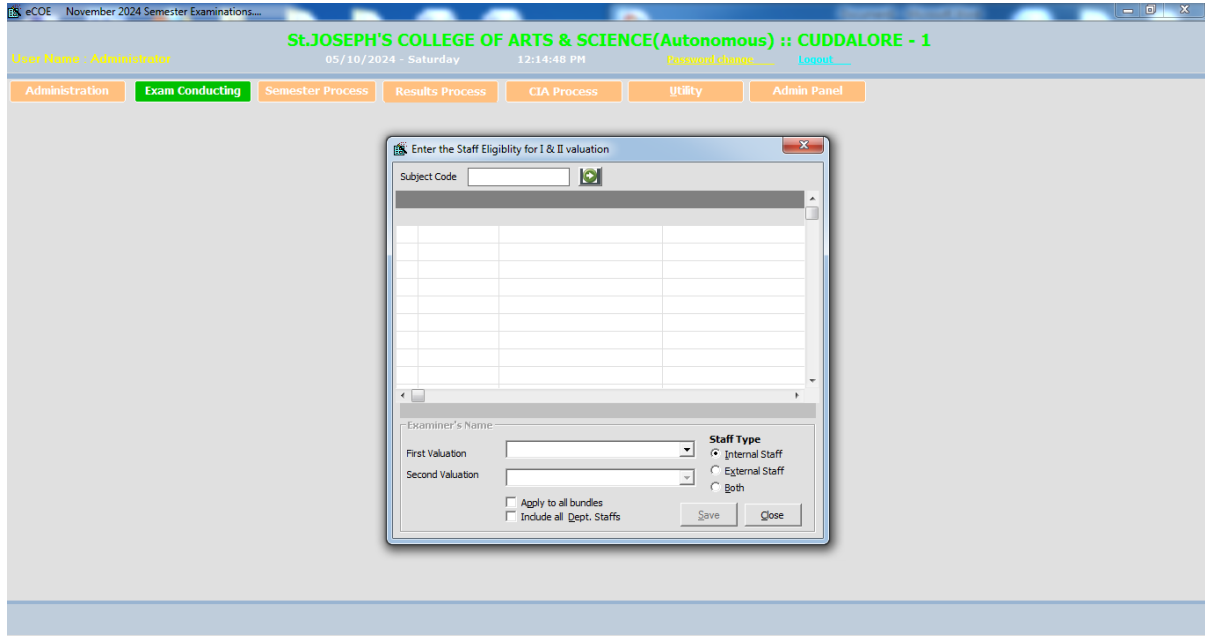 eCOE November 2024 Semester Examinations....
St.JOSEPH'S COLLEGE OF ARTS & SCIENCE(Autonomous) :: CUDDALORE - 1
User Name : Administrator 05/10/2024 - Saturday 12:14:48 PM Password change Logout
Administration Exam Conducting Semester Process Results Process CIA Process Utility Admin Panel
Enter the Staff Eligiblity for I & II valuation
Subject Code
Examiner's Name
Staff Type
First Valuation
Internal Staff
Second Valuation
External Staff
Both
Apply to all bundles
Include all Dept. Staffs
Save Close